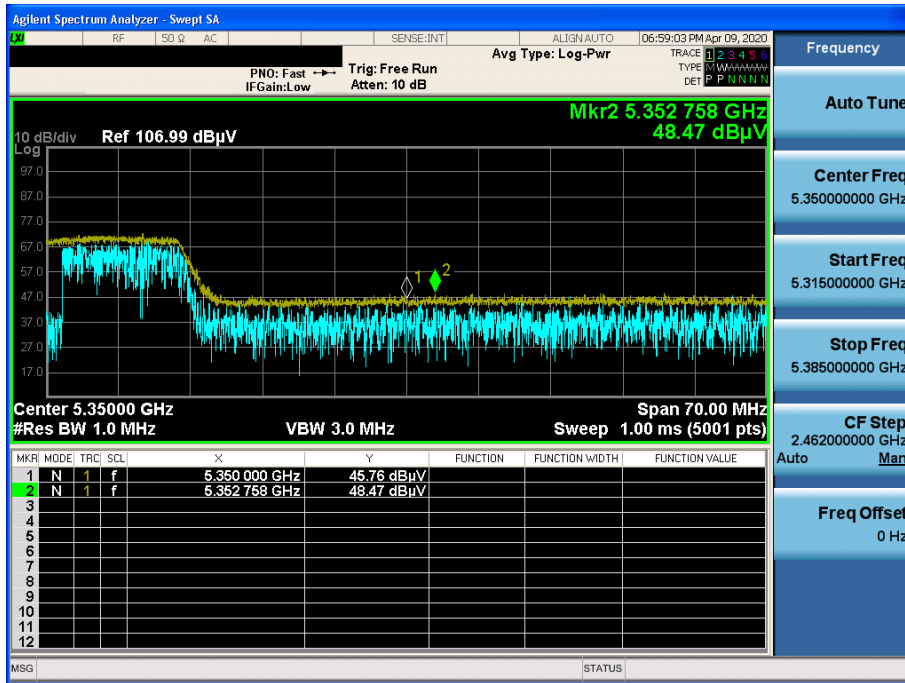 Agilent Spectrum Analyzer - Swept SA
LXI RF 50 Ω AC SENSE:INT ALIGN AUTO 06:59:03 PM Apr 09, 2020
Avg Type: Log-Pwr TRACE 1 2 3 4 5 6
PNO: Fast Trig: Free Run TYPE M W W W W W
IFGain:Low Atten: 10 dB DET P P N N N N
Mkr2 5.352 758 GHz
48.47 dBµV
10 dB/div Ref 106.99 dBµV
Log
97.0
87.0
77.0
67.0
57.0
47.0
37.0
27.0
17.0
1 2
Center 5.35000 GHz Span 70.00 MHz
#Res BW 1.0 MHz VBW 3.0 MHz Sweep 1.00 ms (5001 pts)
MKR MODE TRC SCL X Y FUNCTION FUNCTION WIDTH FUNCTION VALUE
1 N 1 f 5.350 000 GHz 45.76 dBµV
2 N 1 f 5.352 758 GHz 48.47 dBµV
3
4
5
6
7
8
9
10
11
12
MSG STATUS
Frequency
Auto Tune
Center Freq
5.350000000 GHz
Start Freq
5.315000000 GHz
Stop Freq
5.385000000 GHz
CF Step
2.462000000 GHz
Auto Man
Freq Offset
0 Hz